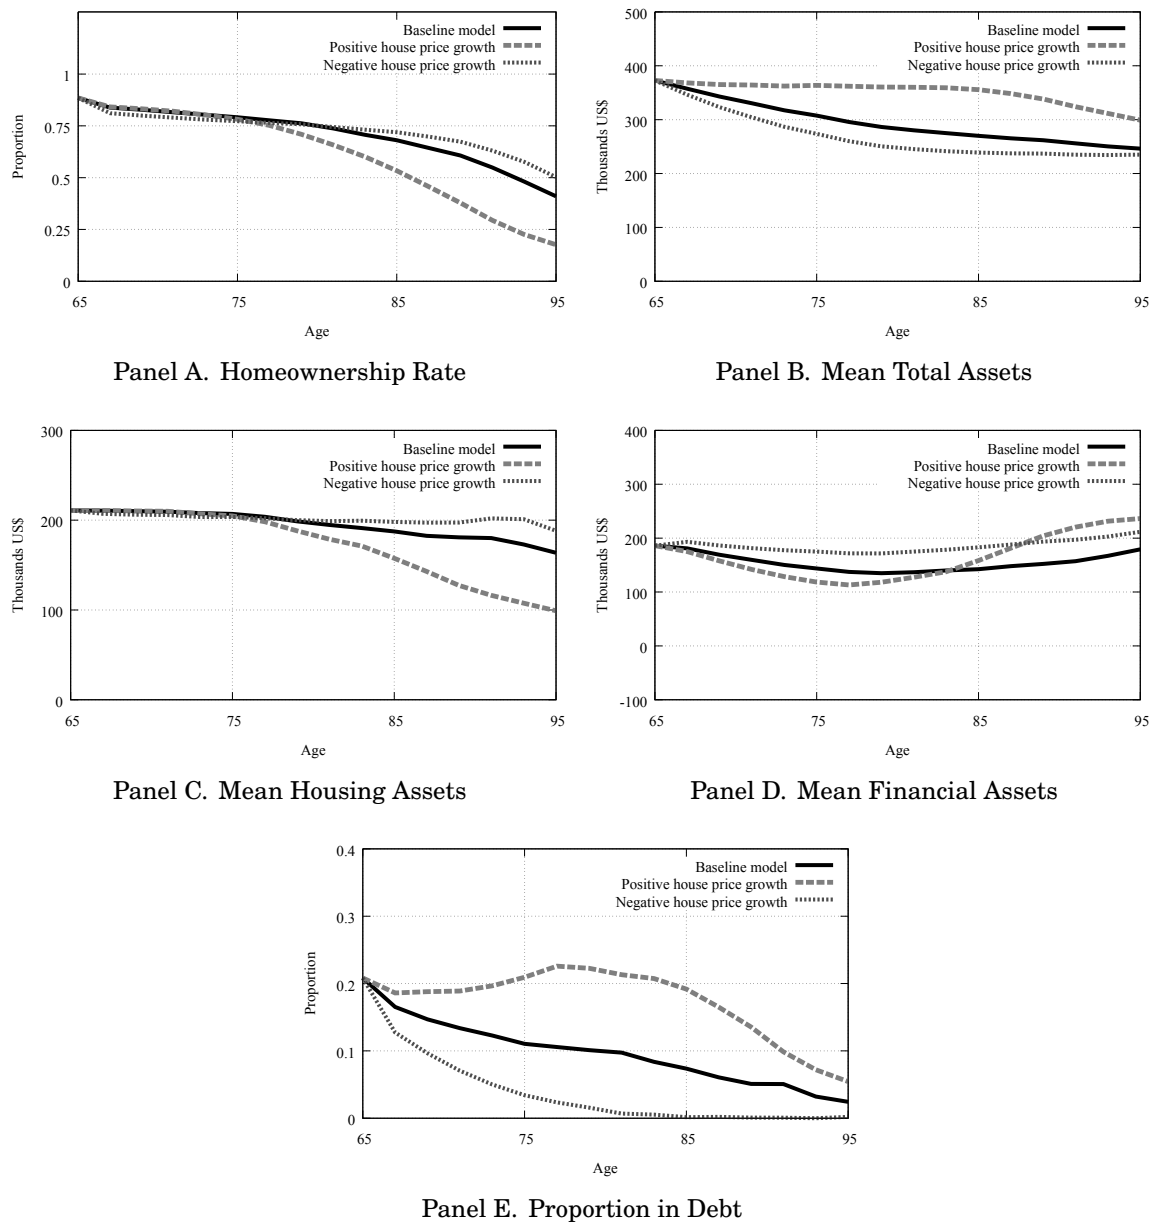 Baseline model
Positive house price growth
Negative house price growth
1
0.75
0.5
0.25
0
Proportion
65
75
85
95
Age
Panel A. Homeownership Rate
500
400
300
200
100
0
Thousands US$
Baseline model
Positive house price growth
Negative house price growth
65
75
85
95
Age
Panel B. Mean Total Assets
300
200
100
0
Thousands US$
Baseline model
Positive house price growth
Negative house price growth
65
75
85
95
Age
Panel C. Mean Housing Assets
400
300
200
100
0
-100
Thousands US$
Baseline model
Positive house price growth
Negative house price growth
65
75
85
95
Age
Panel D. Mean Financial Assets
0.4
0.3
0.2
0.1
0
Proportion
Baseline model
Positive house price growth
Negative house price growth
65
75
85
95
Age
Panel E. Proportion in Debt